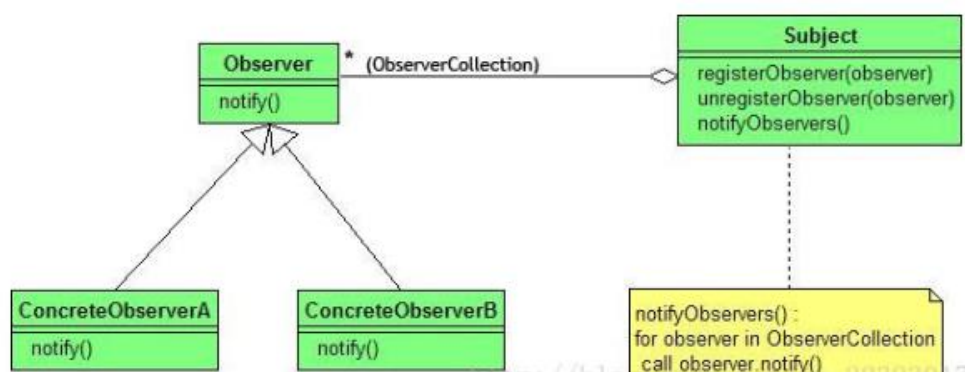 Observer
notify()
* (ObserverCollection)
Subject
registerObserver(observer)
unregisterObserver(observer)
notifyObservers()
ConcreteObserverA
notify()
ConcreteObserverB
notify()
notifyObservers() :
for observer in ObserverCollection
call observer.notify()